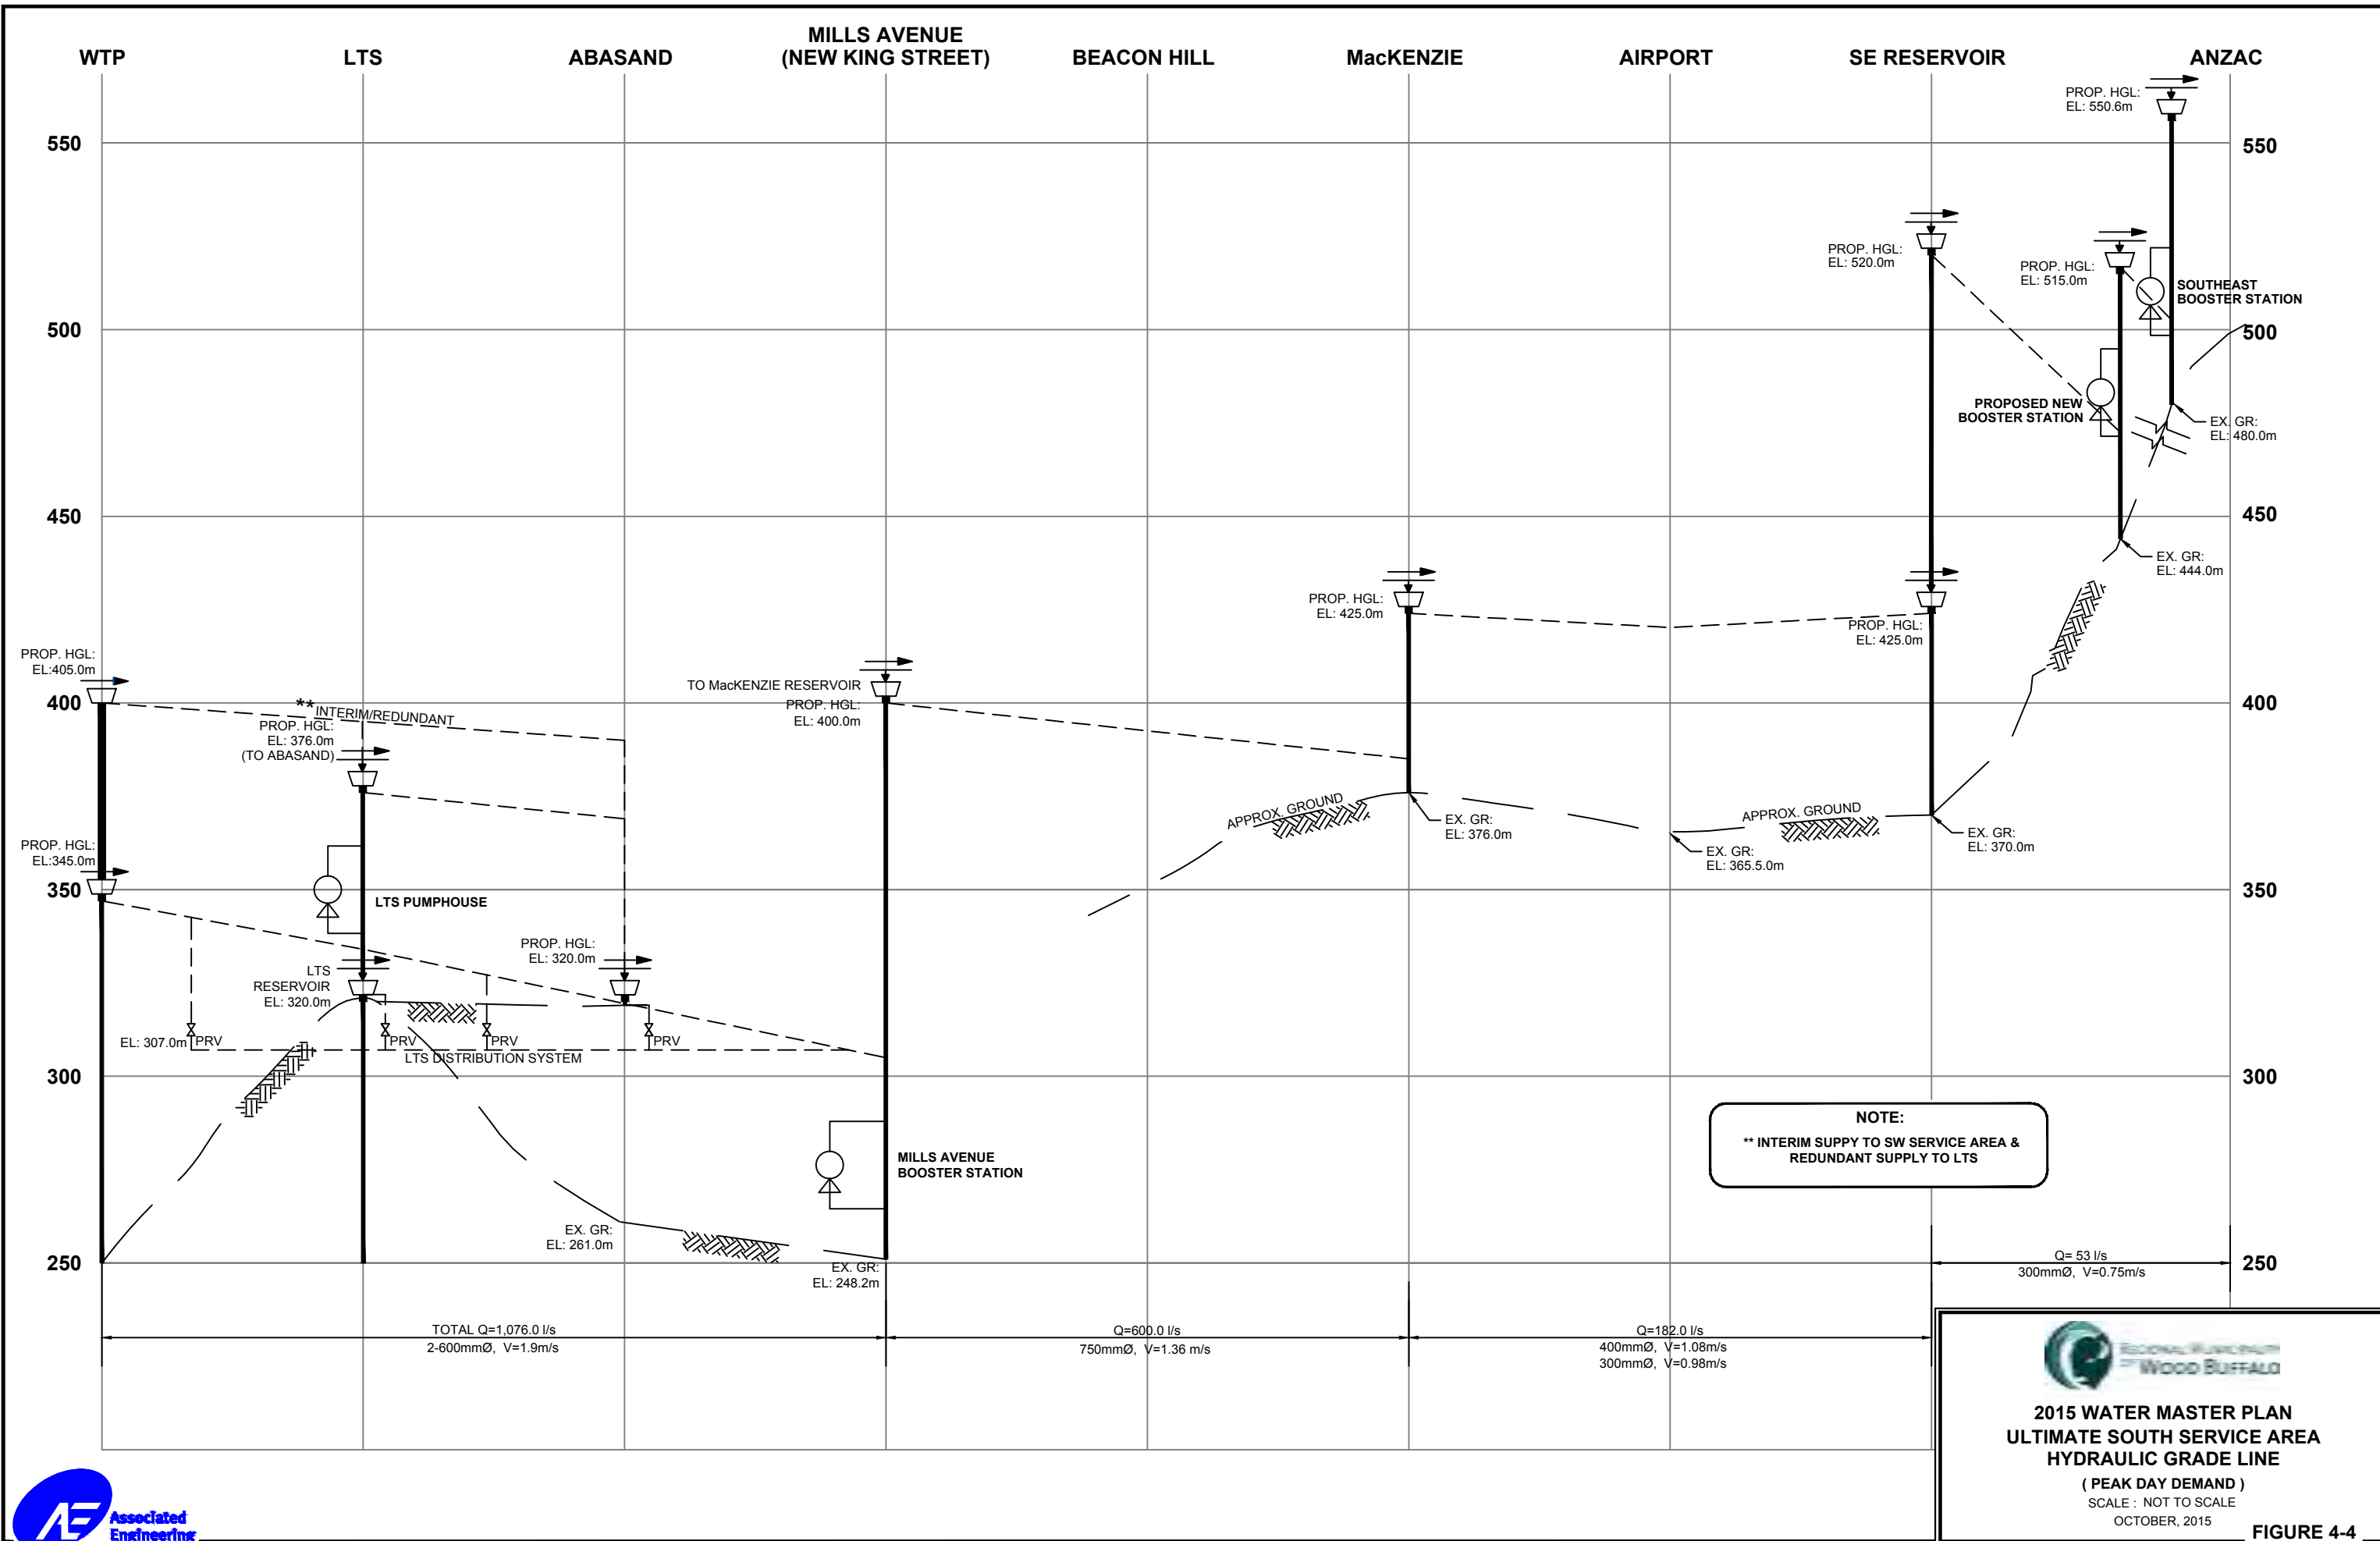 WTP
LTS
ABASAND
MILLS AVENUE
(NEW KING STREET)
BEACON HILL
MacKENZIE
AIRPORT
SE RESERVOIR
ANZAC
PROP. HGL:
EL: 550.6m
550
550
PROP. HGL:
EL: 520.0m
PROP. HGL:
EL: 515.0m
SOUTHEAST
BOOSTER STATION
500
500
PROPOSED NEW
BOOSTER STATION
EX. GR:
EL: 480.0m
450
450
EX. GR:
EL: 444.0m
PROP. HGL:
EL: 425.0m
PROP. HGL:
EL: 425.0m
PROP. HGL:
EL:405.0m
TO MacKENZIE RESERVOIR
PROP. HGL:
EL: 400.0m
400
400
** INTERIM/REDUNDANT
PROP. HGL:
EL: 376.0m
(TO ABASAND)
APPROX. GROUND
EX. GR:
EL: 376.0m
APPROX. GROUND
EX. GR:
EL: 365.5.0m
EX. GR:
EL: 370.0m
PROP. HGL:
EL:345.0m
350
350
LTS PUMPHOUSE
PROP. HGL:
EL: 320.0m
LTS
RESERVOIR
EL: 320.0m
EL: 307.0m
PRV
PRV
PRV
PRV
LTS DISTRIBUTION SYSTEM
300
300
NOTE:
** INTERIM SUPPY TO SW SERVICE AREA &
REDUNDANT SUPPLY TO LTS
MILLS AVENUE
BOOSTER STATION
EX. GR:
EL: 261.0m
EX. GR:
EL: 248.2m
250
250
Q= 53 l/s
300mmØ, V=0.75m/s
TOTAL Q=1,076.0 l/s
2-600mmØ, V=1.9m/s
Q=600.0 l/s
750mmØ, V=1.36 m/s
Q=182.0 l/s
400mmØ, V=1.08m/s
300mmØ, V=0.98m/s
REGIONAL MUNICIPALITY
OF WOOD BUFFALO
2015 WATER MASTER PLAN
ULTIMATE SOUTH SERVICE AREA
HYDRAULIC GRADE LINE
( PEAK DAY DEMAND )
SCALE : NOT TO SCALE
OCTOBER, 2015
FIGURE 4-4
AE
Associated
Engineering